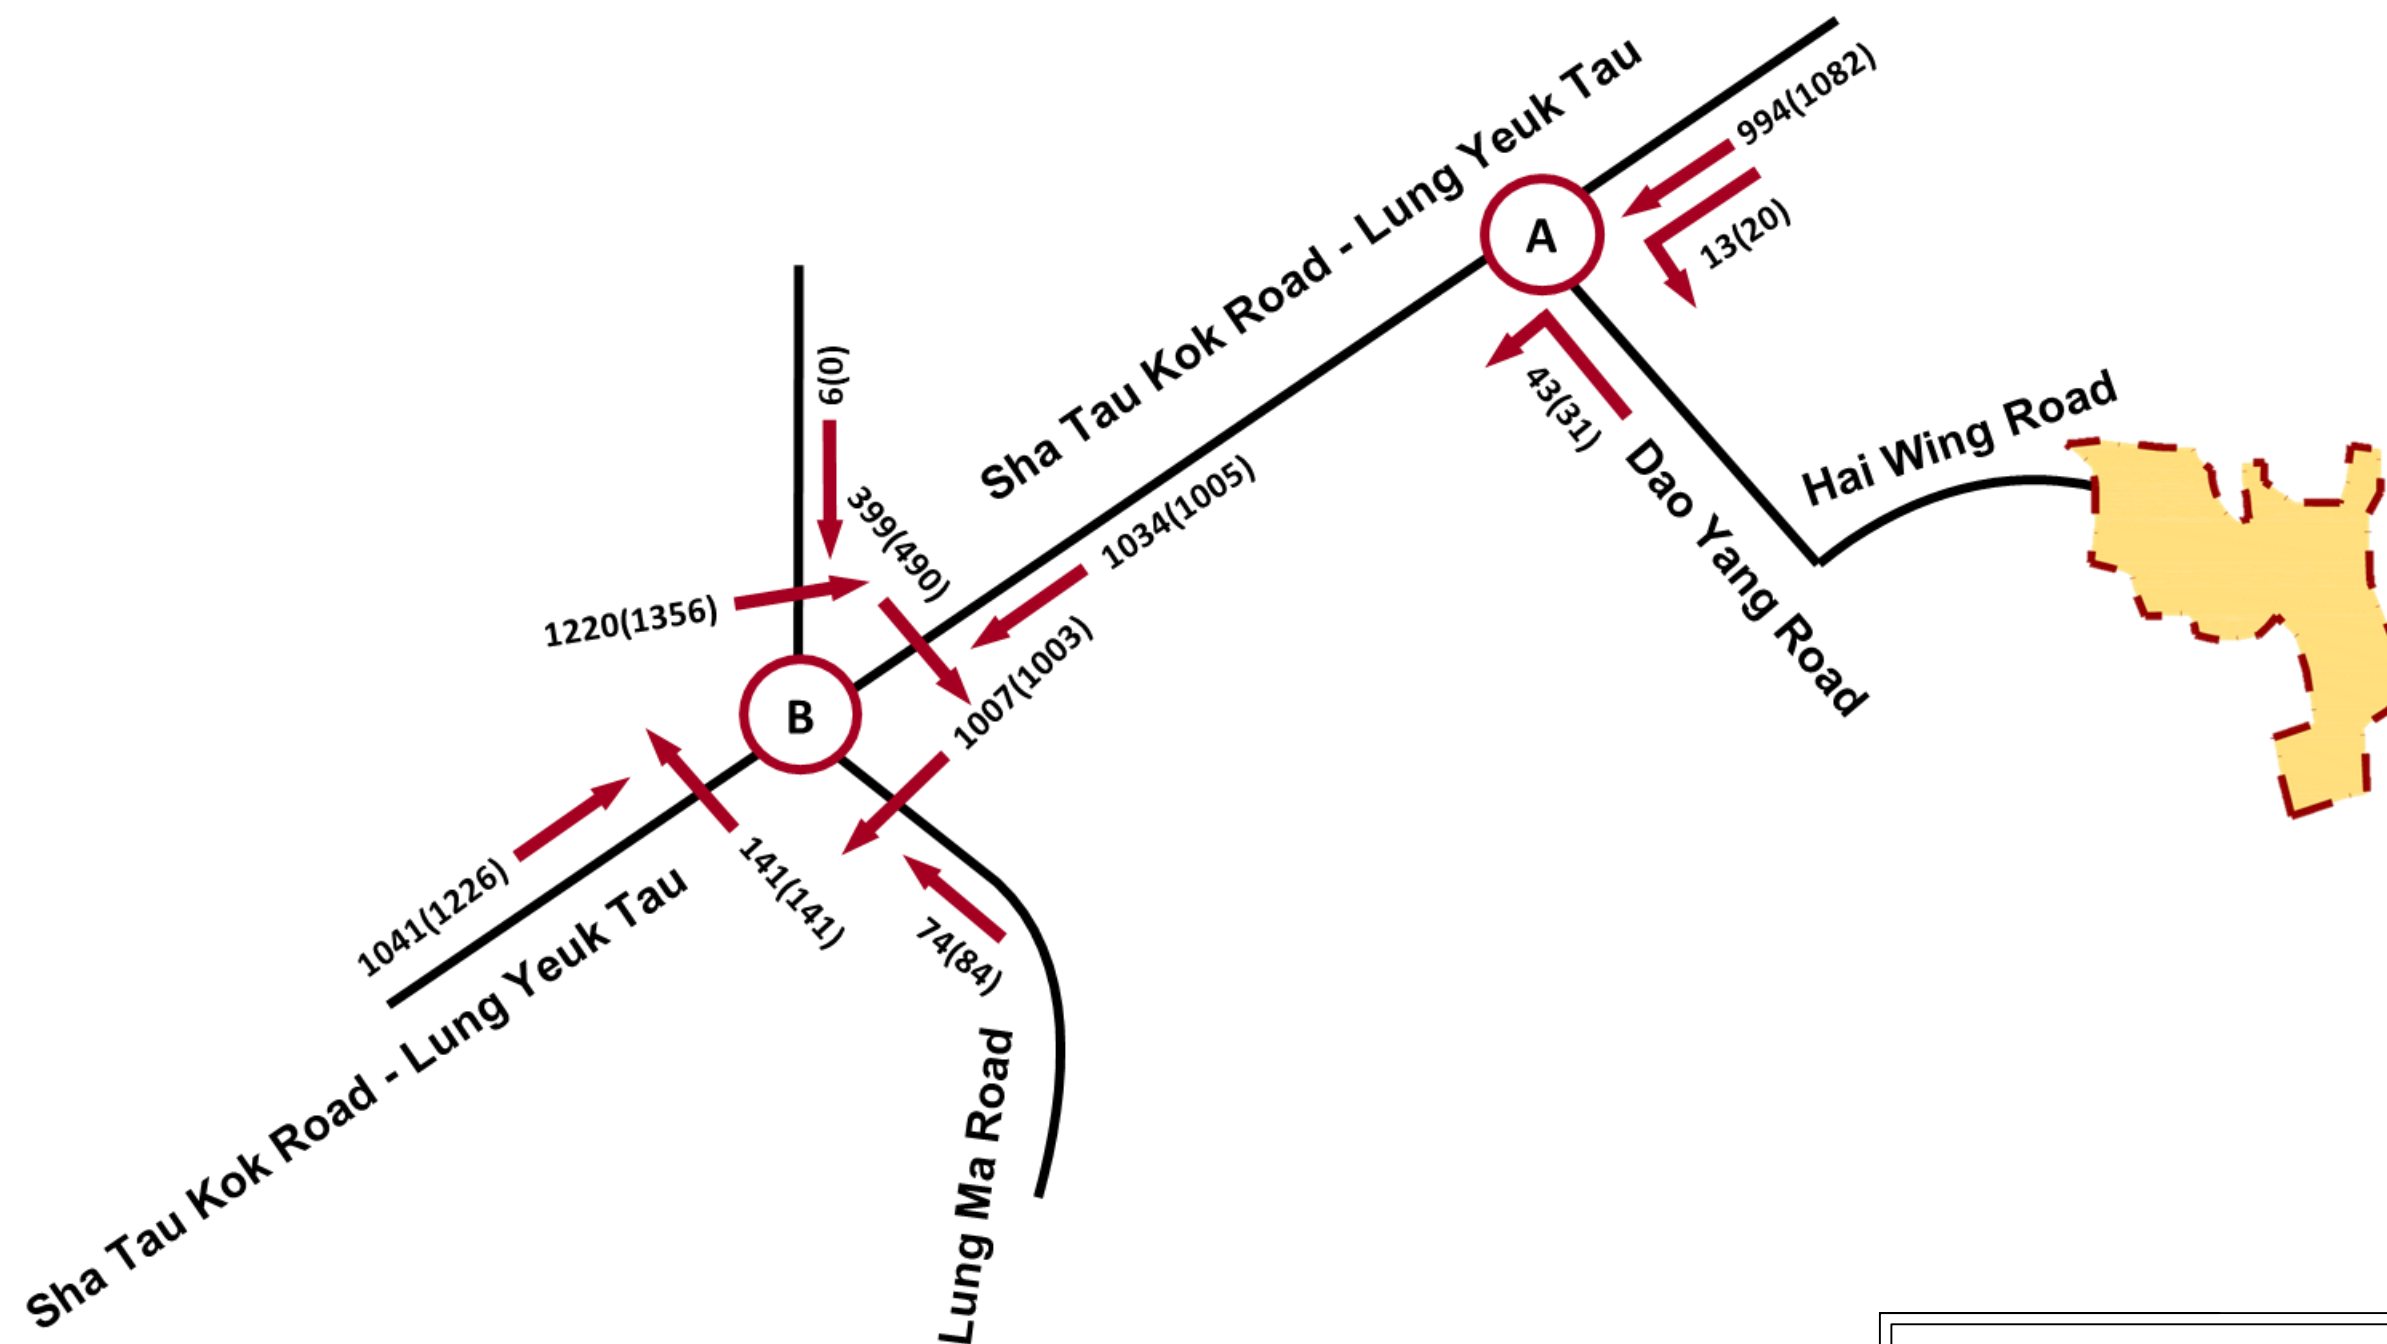 Sha Tau Kok Road - Lung Yeuk Tau
994(1082)
A
13(20)
43(31)
Hai Wing Road
Dao Yang Road
6(0)
399(490)
1220(1356)
1034(1005)
1007(1003)
B
141(141)
1041(1226)
74(84)
Sha Tau Kok Road - Lung Yeuk Tau
Lung Ma Road